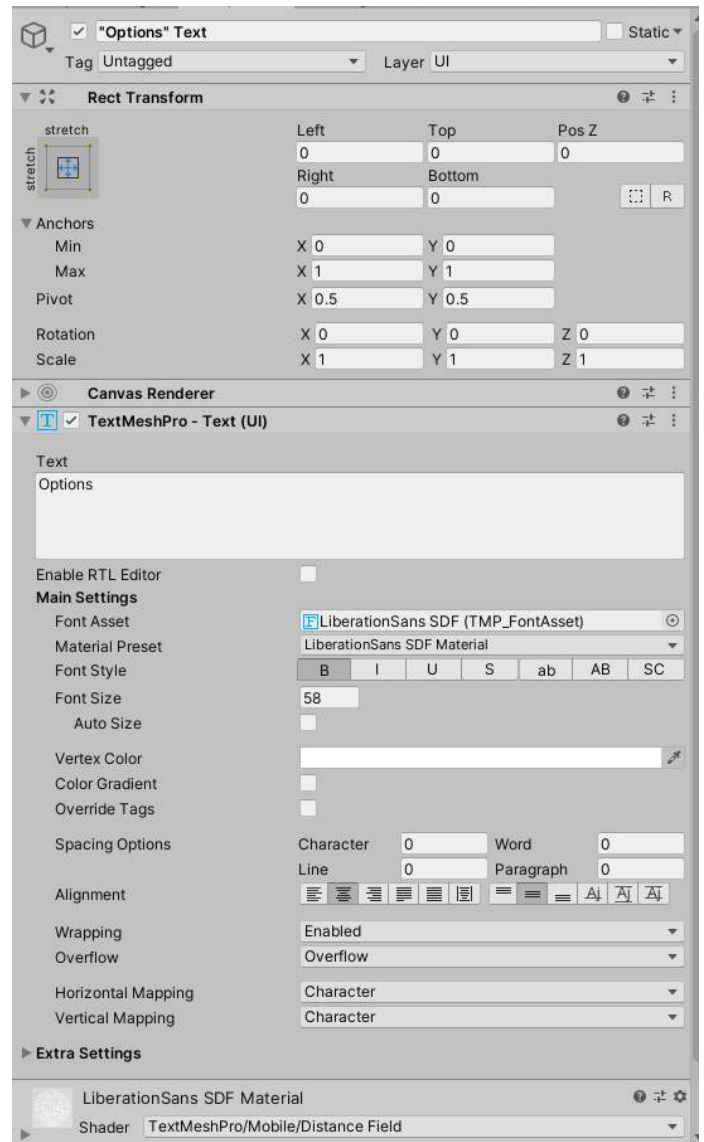 "Options" Text Static
Tag Untagged Layer UI
Rect Transform
stretch Left Top Pos Z
stretch 0 0 0
Right Bottom
0 0 R
Anchors
Min X 0 Y 0
Max X 1 Y 1
Pivot X 0.5 Y 0.5
Rotation X 0 Y 0 Z 0
Scale X 1 Y 1 Z 1
Canvas Renderer
T TextMeshPro - Text (UI)
Text
Options
Enable RTL Editor
Main Settings
Font Asset F LiberationSans SDF (TMP_FontAsset)
Material Preset LiberationSans SDF Material
Font Style B I U S ab AB SC
Font Size 58
Auto Size
Vertex Color
Color Gradient
Override Tags
Spacing Options Character 0 Word 0
Line 0 Paragraph 0
Alignment
Wrapping Enabled
Overflow Overflow
Horizontal Mapping Character
Vertical Mapping Character
Extra Settings
LiberationSans SDF Material
Shader TextMeshPro/Mobile/Distance Field